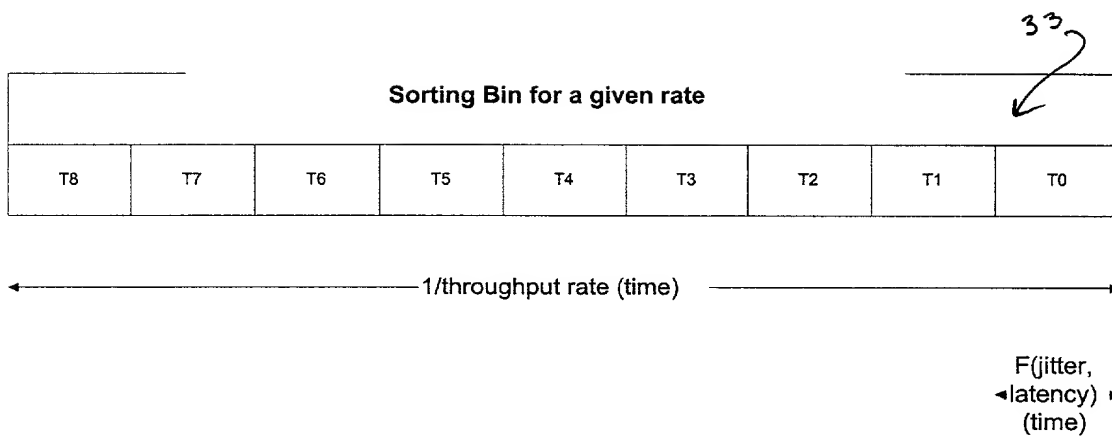 33
Sorting Bin for a given rate
T8 T7 T6 T5 T4 T3 T2 T1 T0
1/throughput rate (time)
F(jitter,
latency)
(time)